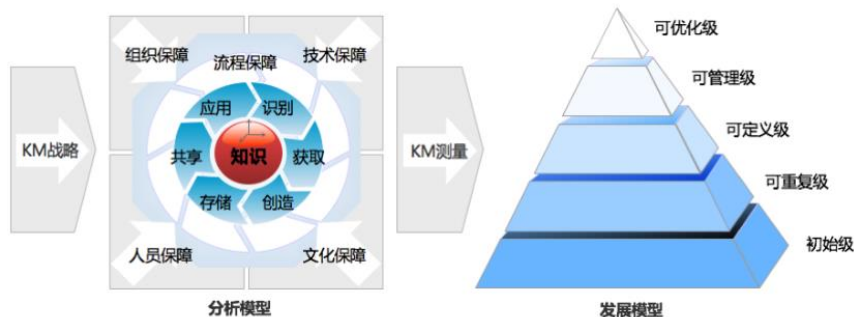 组织保障
技术保障
流程保障
应用
识别
KM战略
共享
知识
获取
存储
创造
人员保障
文化保障
分析模型
KM测量
可优化级
可管理级
可定义级
可重复级
初始级
发展模型